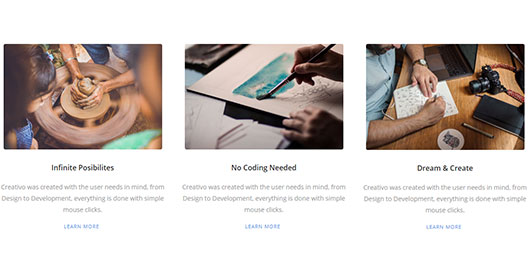 Infinite Posibilites
Creativo was created with the user needs in mind, from
Design to Development, everything is done with simple
mouse clicks.
LEARN MORE
No Coding Needed
Creativo was created with the user needs in mind, from
Design to Development, everything is done with simple
mouse clicks.
LEARN MORE
Dream & Create
Creativo was created with the user needs in mind, from
Design to Development, everything is done with simple
mouse clicks.
LEARN MORE